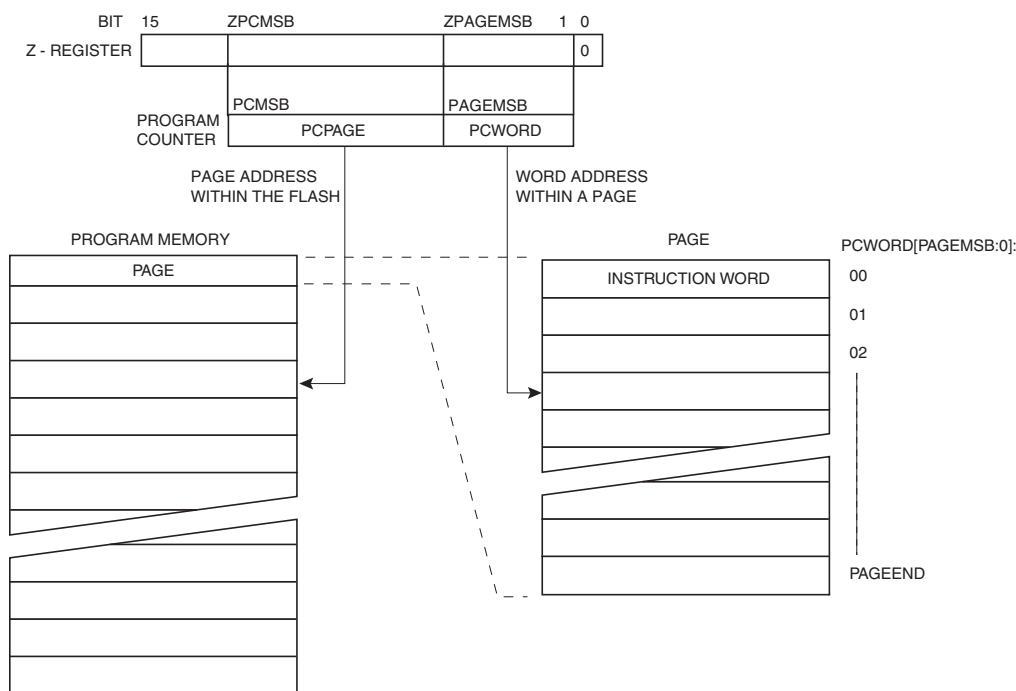 BIT 15 ZPCMSB ZPAGEMSB 1 0
Z - REGISTER 0
PCMSB PAGEMSB
PROGRAM
COUNTER
PCPAGE PCWORD
PAGE ADDRESS
WITHIN THE FLASH
WORD ADDRESS
WITHIN A PAGE
PROGRAM MEMORY
PAGE
PAGE
PCWORD[PAGEMSB:0]:
INSTRUCTION WORD 00
01
02
PAGEEND